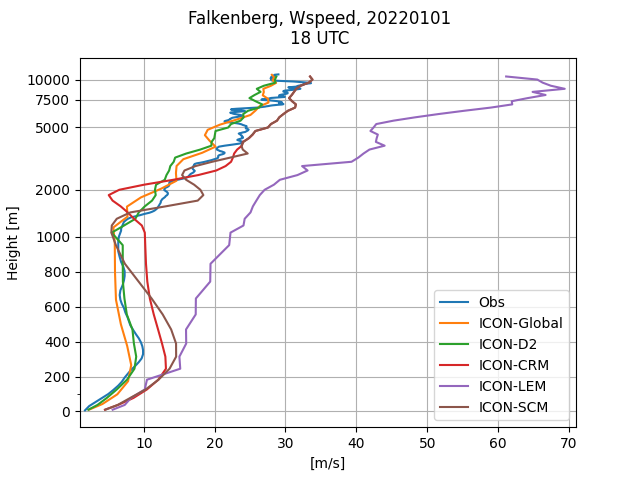 Falkenberg, Wspeed, 20220101
18 UTC
10000
7500
5000
2000
1000
800
600
400
200
0
Height [m]
10 20 30 40 50 60 70
[m/s]
Obs
ICON-Global
ICON-D2
ICON-CRM
ICON-LEM
ICON-SCM